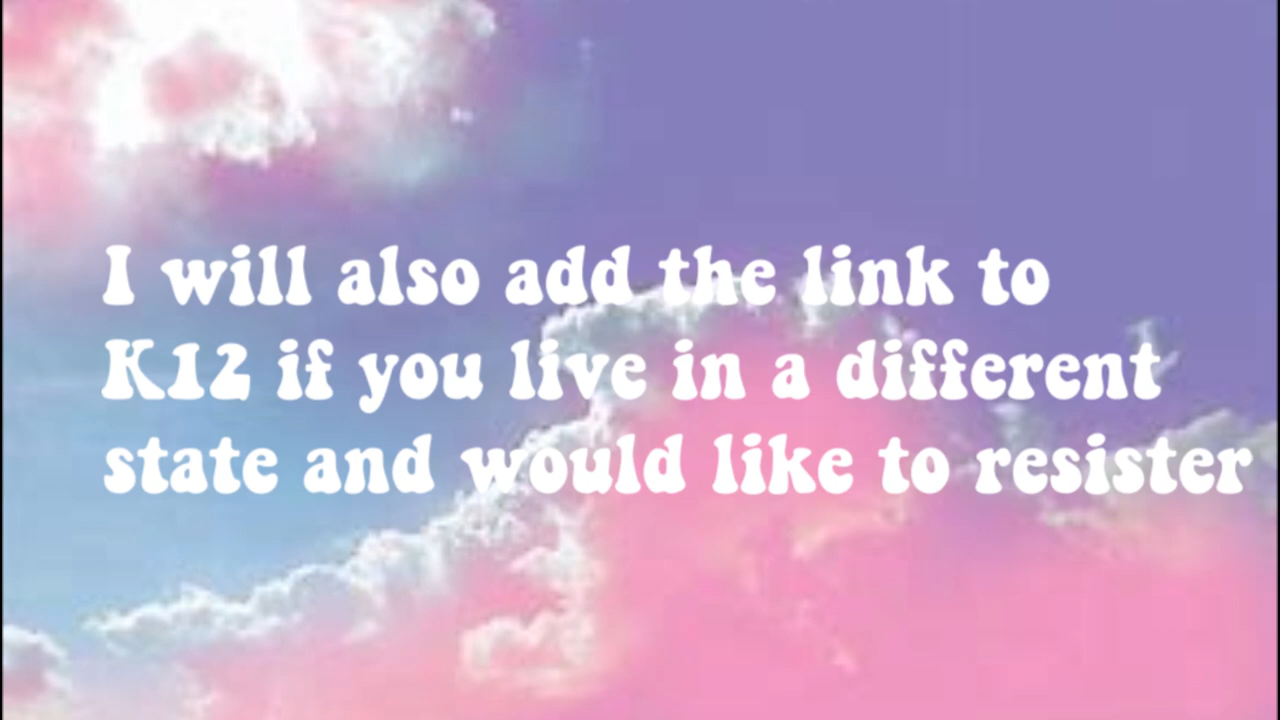 I will also add the link to
K12 if you live in a different
state and would like to resister